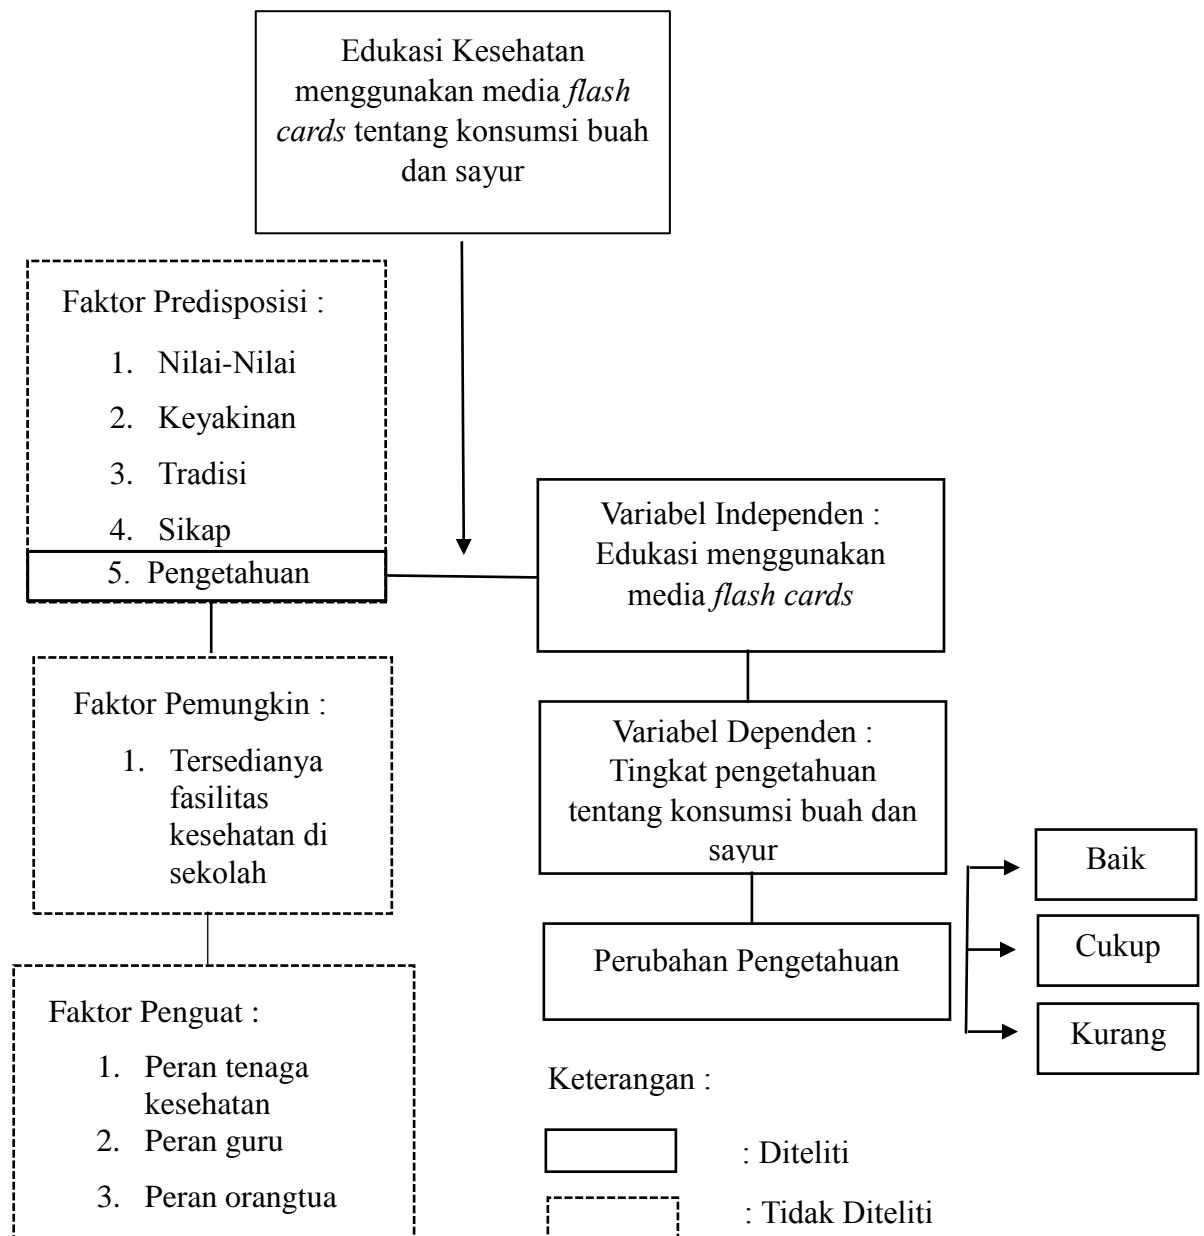 Edukasi Kesehatan
menggunakan media flash
cards tentang konsumsi buah
dan sayur
Faktor Predisposisi :
1. Nilai-Nilai
2. Keyakinan
3. Tradisi
4. Sikap
5. Pengetahuan
Variabel Independen :
Edukasi menggunakan
media flash cards
Faktor Pemungkin :
1. Tersedianya
fasilitas
kesehatan di
sekolah
Variabel Dependen :
Tingkat pengetahuan
tentang konsumsi buah dan
sayur
Perubahan Pengetahuan
Baik
Cukup
Kurang
Faktor Penguat :
1. Peran tenaga
kesehatan
2. Peran guru
3. Peran orangtua
Keterangan :
: Diteliti
: Tidak Diteliti